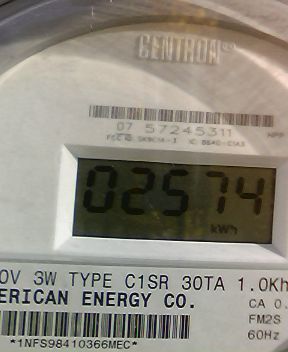 CENTRON®
07 57245311
02574
kWh
0V 3W TYPE C1SR 30TA 1.0Kh
ERICAN ENERGY CO.
CA 0.
FM2S
60Hz
*1NFS98410366MEC*